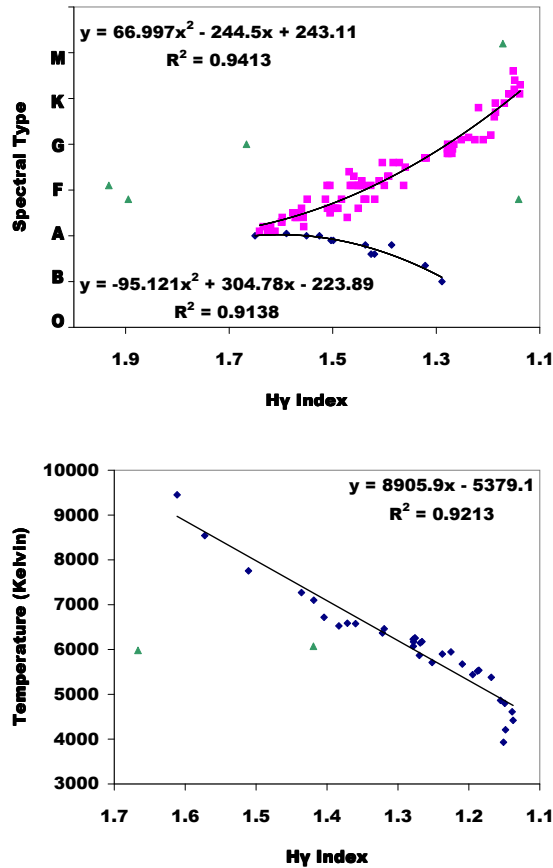 y = 66.997x² - 244.5x + 243.11
R² = 0.9413
M
K
G
F
A
B
O
Spectral Type
y = -95.121x² + 304.78x - 223.89
R² = 0.9138
1.9 1.7 1.5 1.3 1.1
Hγ Index
10000
9000
8000
7000
6000
5000
4000
3000
Temperature (Kelvin)
y = 8905.9x - 5379.1
R² = 0.9213
1.7 1.6 1.5 1.4 1.3 1.2 1.1
Hγ Index